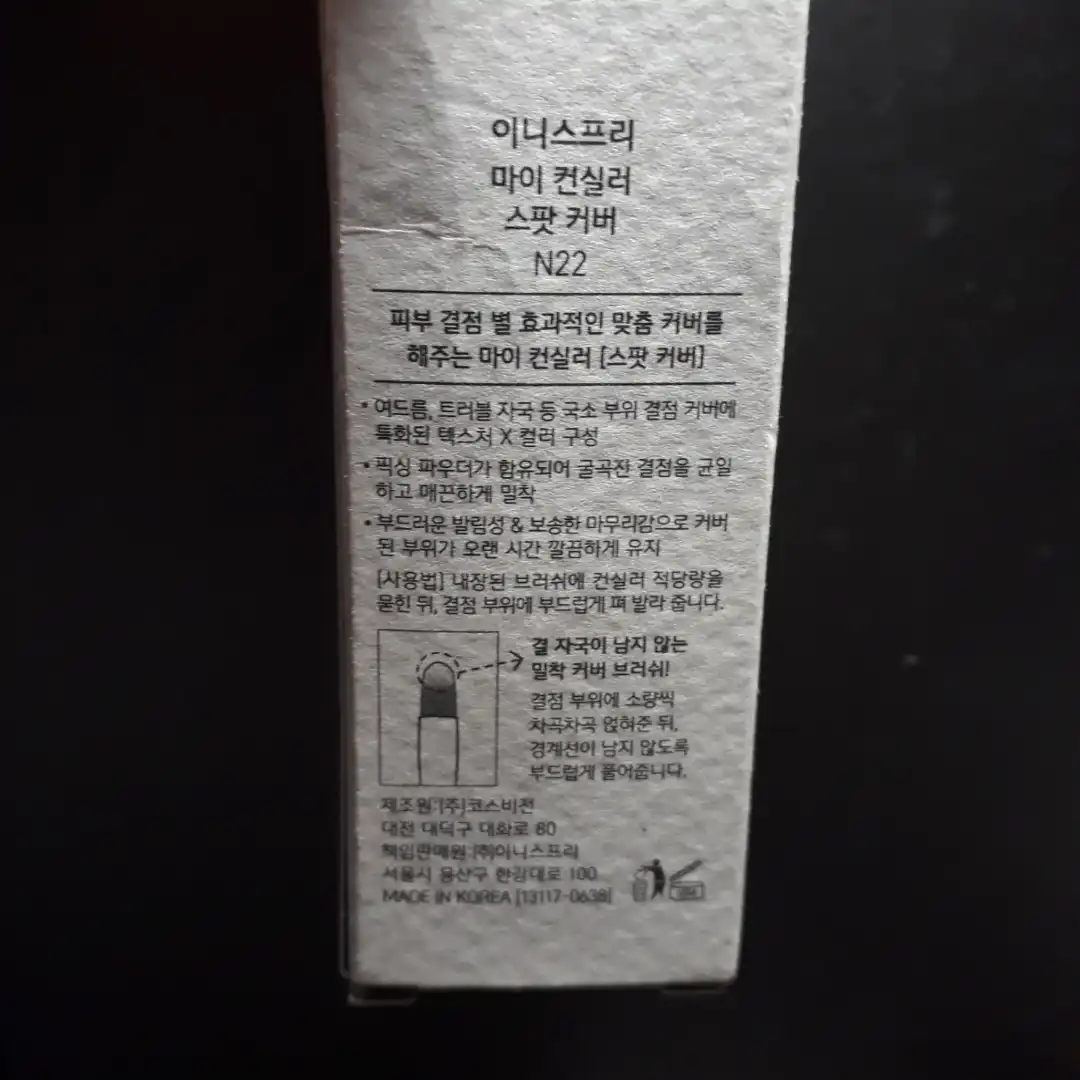 이니스프리
마이 컨실러
스팟 커버
N22
피부 결점 별 효과적인 맞춤 커버를
해주는 마이 컨실러 [스팟 커버]
• 여드름, 트러블 자국 등 국소 부위 결점 커버에
특화된 텍스처 X 컬러 구성
• 픽싱 파우더가 함유되어 굴곡잔 결점을 균일
하고 매끈하게 밀착
• 부드러운 발림성 & 보송한 마무리감으로 커버
된 부위가 오랜 시간 깔끔하게 유지
[사용법] 내장된 브러쉬에 컨실러 적당량을
묻힌 뒤, 결점 부위에 부드럽게 펴 발라 줍니다.
결 자국이 남지 않는
밀착 커버 브러쉬!
결점 부위에 소량씩
차곡차곡 얹혀준 뒤,
경계선이 남지 않도록
부드럽게 풀어줍니다.
제조원:(주)코스비전
대전 대덕구 대화로 80
책임판매원:(주)이니스프리
서울시 용산구 한강대로 100
MADE IN KOREA [13117-0638]